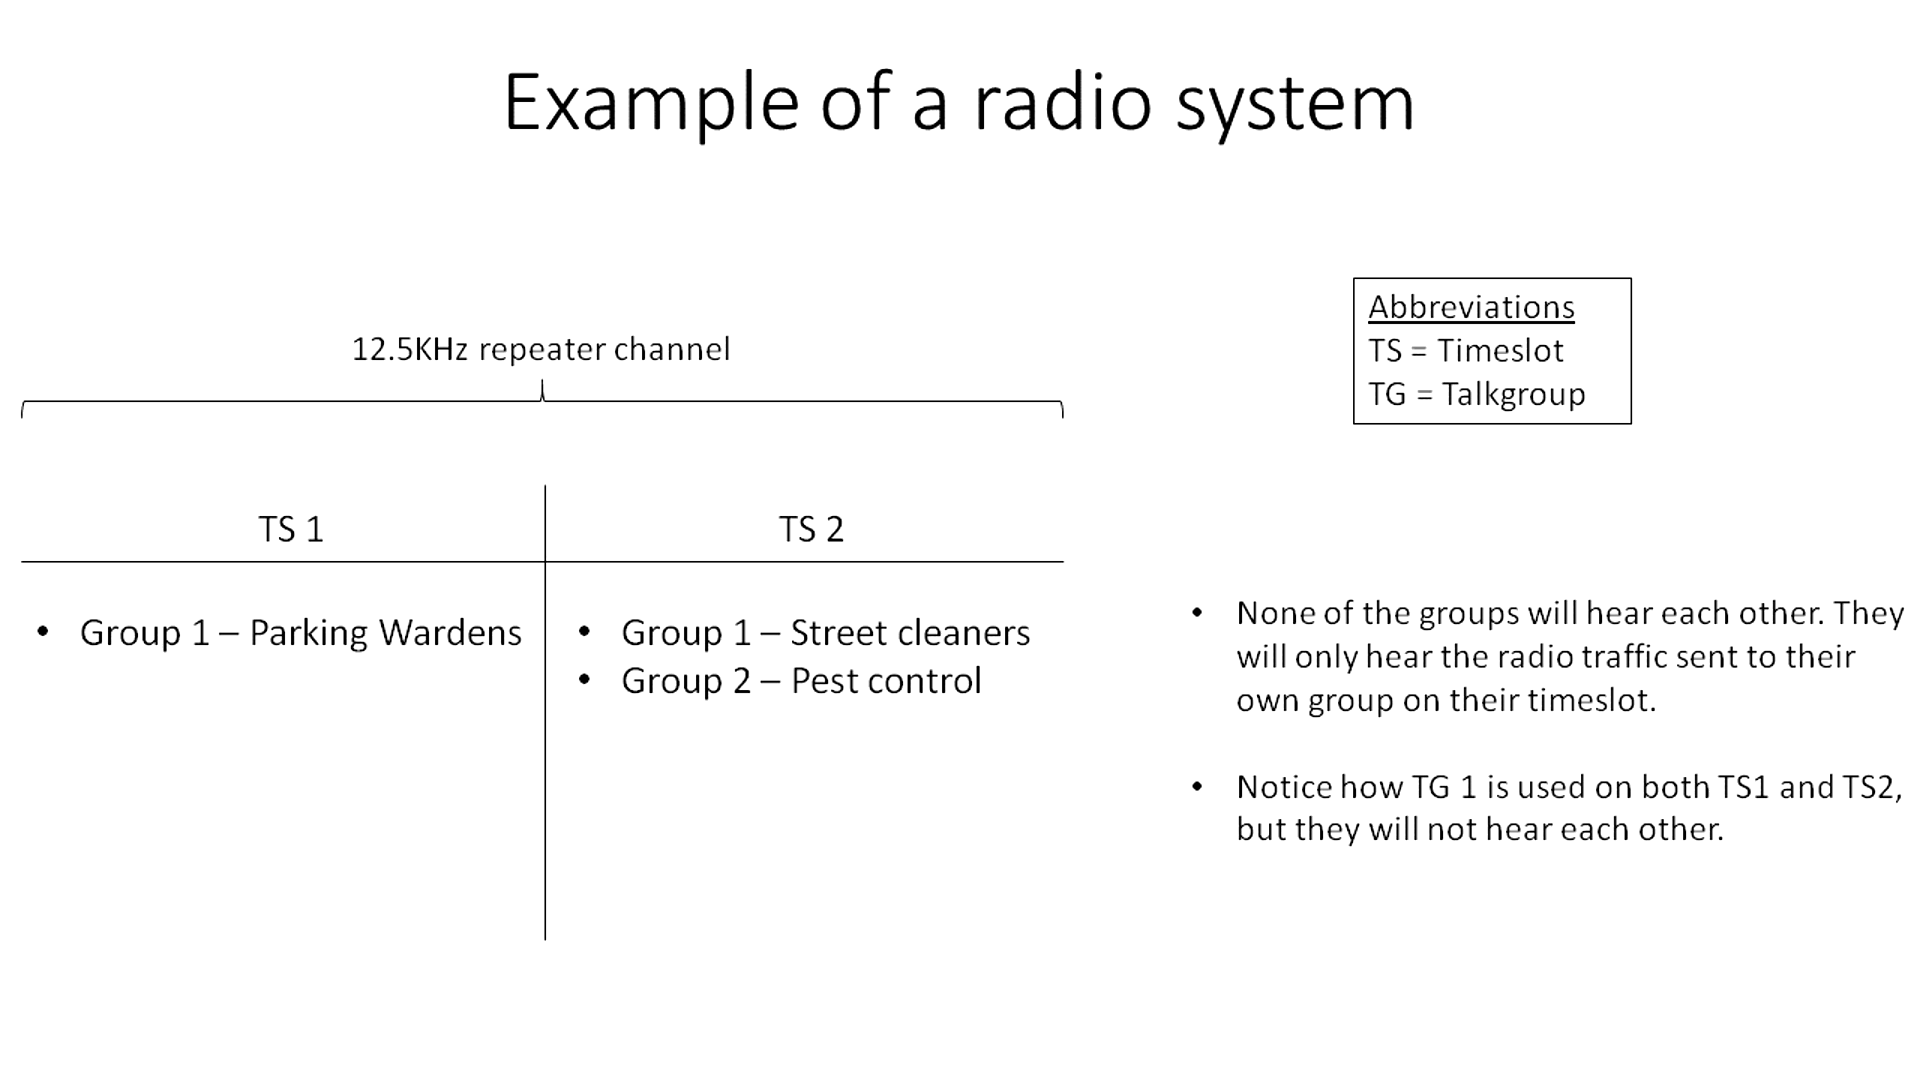 Example of a radio system
12.5KHz repeater channel
Abbreviations
TS = Timeslot
TG = Talkgroup
TS 1
TS 2
• Group 1 – Parking Wardens
• Group 1 – Street cleaners
• Group 2 – Pest control
• None of the groups will hear each other. They
will only hear the radio traffic sent to their
own group on their timeslot.
• Notice how TG 1 is used on both TS1 and TS2,
but they will not hear each other.